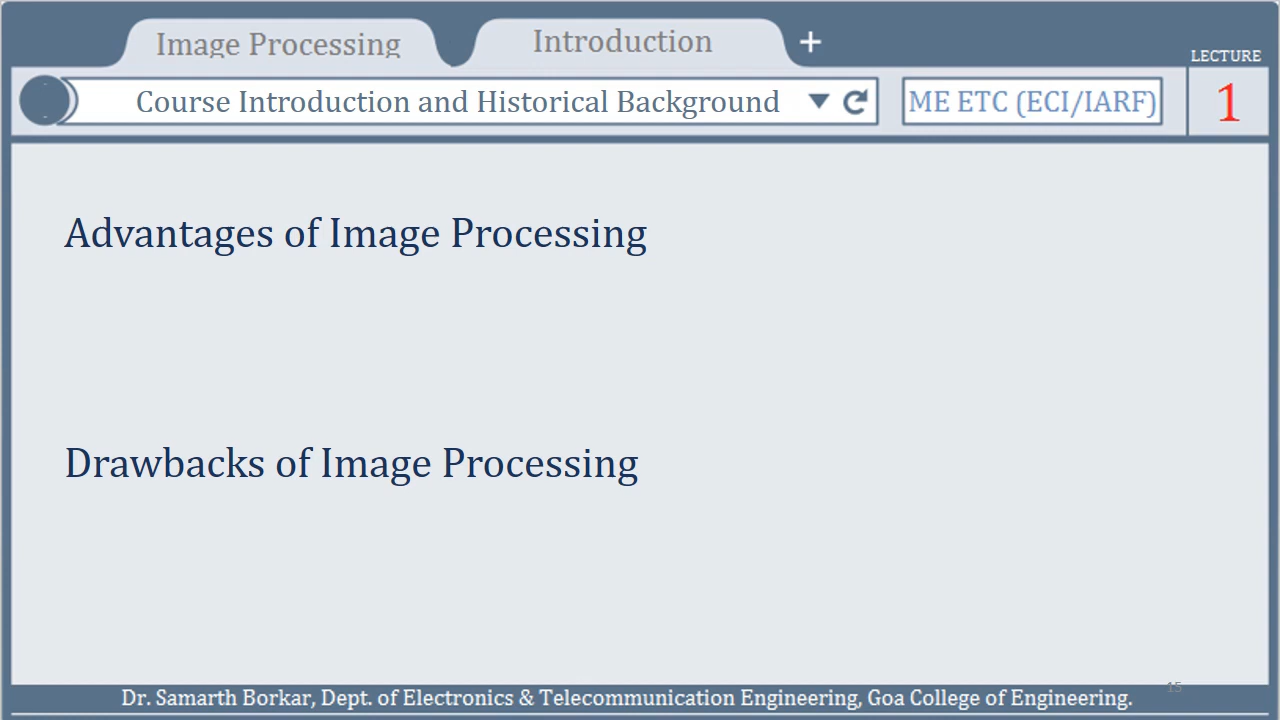 Image Processing
Introduction
+
LECTURE
Course Introduction and Historical Background
ME ETC (ECI/IARF)
1
Advantages of Image Processing
Drawbacks of Image Processing
15
Dr. Samarth Borkar, Dept. of Electronics & Telecommunication Engineering, Goa College of Engineering.